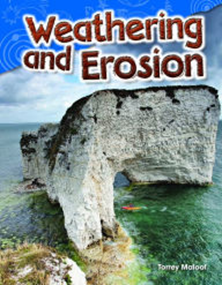 Weathering
and Erosion
Torrey Maloof